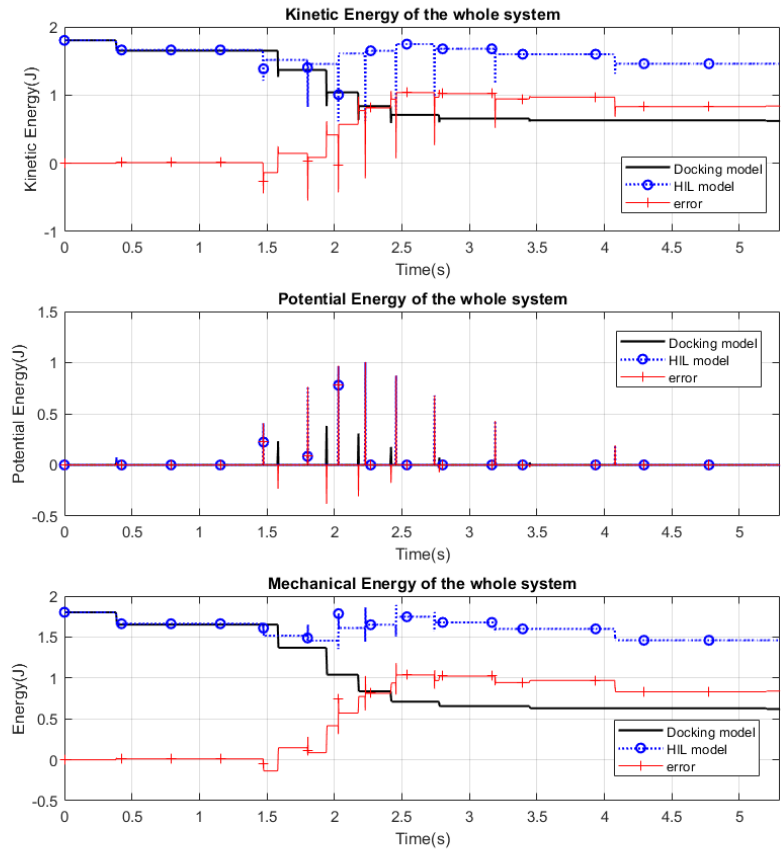 Kinetic Energy of the whole system
2
1
0
-1
Kinetic Energy(J)
0 0.5 1 1.5 2 2.5 3 3.5 4 4.5 5
Time(s)
Docking model
HIL model
error
Potential Energy of the whole system
1.5
1
0.5
0
-0.5
Potential Energy(J)
0 0.5 1 1.5 2 2.5 3 3.5 4 4.5 5
Time(s)
Docking model
HIL model
error
Mechanical Energy of the whole system
2
1.5
1
0.5
0
-0.5
Energy(J)
0 0.5 1 1.5 2 2.5 3 3.5 4 4.5 5
Time(s)
Docking model
HIL model
error